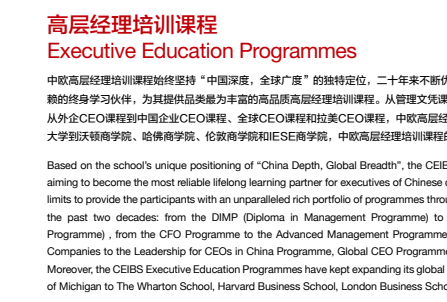 高层经理培训课程
Executive Education Programmes
中欧高层经理培训课程始终坚持“中国深度，全球广度”的独特定位，二十年来不断优
赖的终身学习伙伴，为其提供品类最为丰富的高品质高层经理培训课程。从管理文凭课
从外企CEO课程到中国企业CEO课程、全球CEO课程和拉美CEO课程，中欧高层经
大学到沃顿商学院、哈佛商学院、伦敦商学院和IESE商学院，中欧高层经理培训课程的
Based on the school’s unique positioning of “China Depth, Global Breadth”, the CEIB
aiming to become the most reliable lifelong learning partner for executives of Chinese
limits to provide the participants with an unparalleled rich portfolio of programmes throu
the past two decades: from the DIMP (Diploma in Management Programme) to
Programme) , from the CFO Programme to the Advanced Management Programme
Companies to the Leadership for CEOs in China Programme, Global CEO Programme
Moreover, the CEIBS Executive Education Programmes have kept expanding its global
of Michigan to The Wharton School, Harvard Business School, London Business Scho